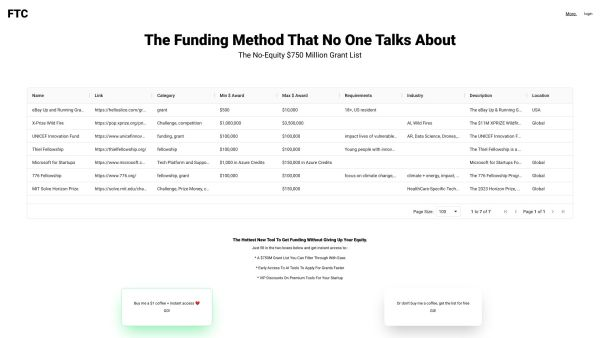 FTC
More.
login
The Funding Method That No One Talks About
The No-Equity $750 Million Grant List
Name Link Category Min $ Award Max $ Award Requirements Industry Description Location
eBay Up and Running Gra... https://helloalice.com/gr... grant $500 $10,000 18+, US resident The eBay Up & Running G... USA
X-Prize Wild Fire https://pop.xprize.org/pr... Challenge, competition $1,000,000 $3,500,000 AI, Wild Fires The $11M XPRIZE Wildfir... Global
UNICEF Innovation Fund https://www.unicefinnov... funding, grant $100,000 $100,000 impact lives of vulnerable... AR, Data Science, Drones,... The UNICEF Innovation F... Global
Thiel Fellowship https://thielfellowship.org/ fellowship $100,000 $100,000 Young people with innov... The Thiel Fellowship is a ... Global
Microsoft for Startups https://www.microsoft.c... Tech Platform and Suppo... $1,000 in Azure Credits $150,000 in Azure Credits Microsoft for Startups Fo... Global
776 Fellowship https://www.776.org/ fellowship, grant $100,000 $100,000 focus on climate change,... climate + energy, impact, ... The 776 Fellowship Progr... Global
MIT Solve Horizon Prize https://solve.mit.edu/cha... Challenge, Prize Money, c... $150,000 HealthCare-Specific-Tech... The 2023 Horizon Prize, ... Global
Page Size: 100 1 to 7 of 7 Page 1 of 1
The Hottest New Tool To Get Funding Without Giving Up Your Equity.
Just fill in the two boxes below and get instant access to :
* A $750M Grant List You Can Filter Through With Ease
* Early Access To AI Tools To Apply For Grants Faster
* VIP Discounts On Premium Tools For Your Startup
Buy me a $1 coffee + instant access ❤️
GO!
Or don't buy me a coffee, get the list for free
GO!